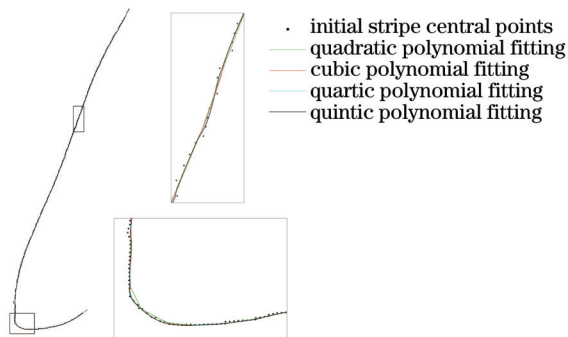 initial stripe central points
quadratic polynomial fitting
cubic polynomial fitting
quartic polynomial fitting
quintic polynomial fitting